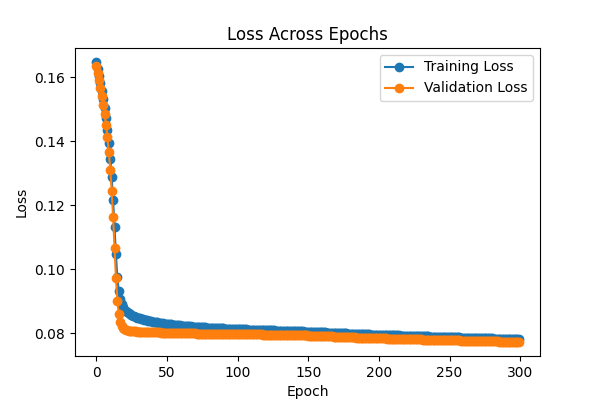 Loss Across Epochs
Training Loss
Validation Loss
Loss
0.16
0.14
0.12
0.10
0.08
0 50 100 150 200 250 300
Epoch